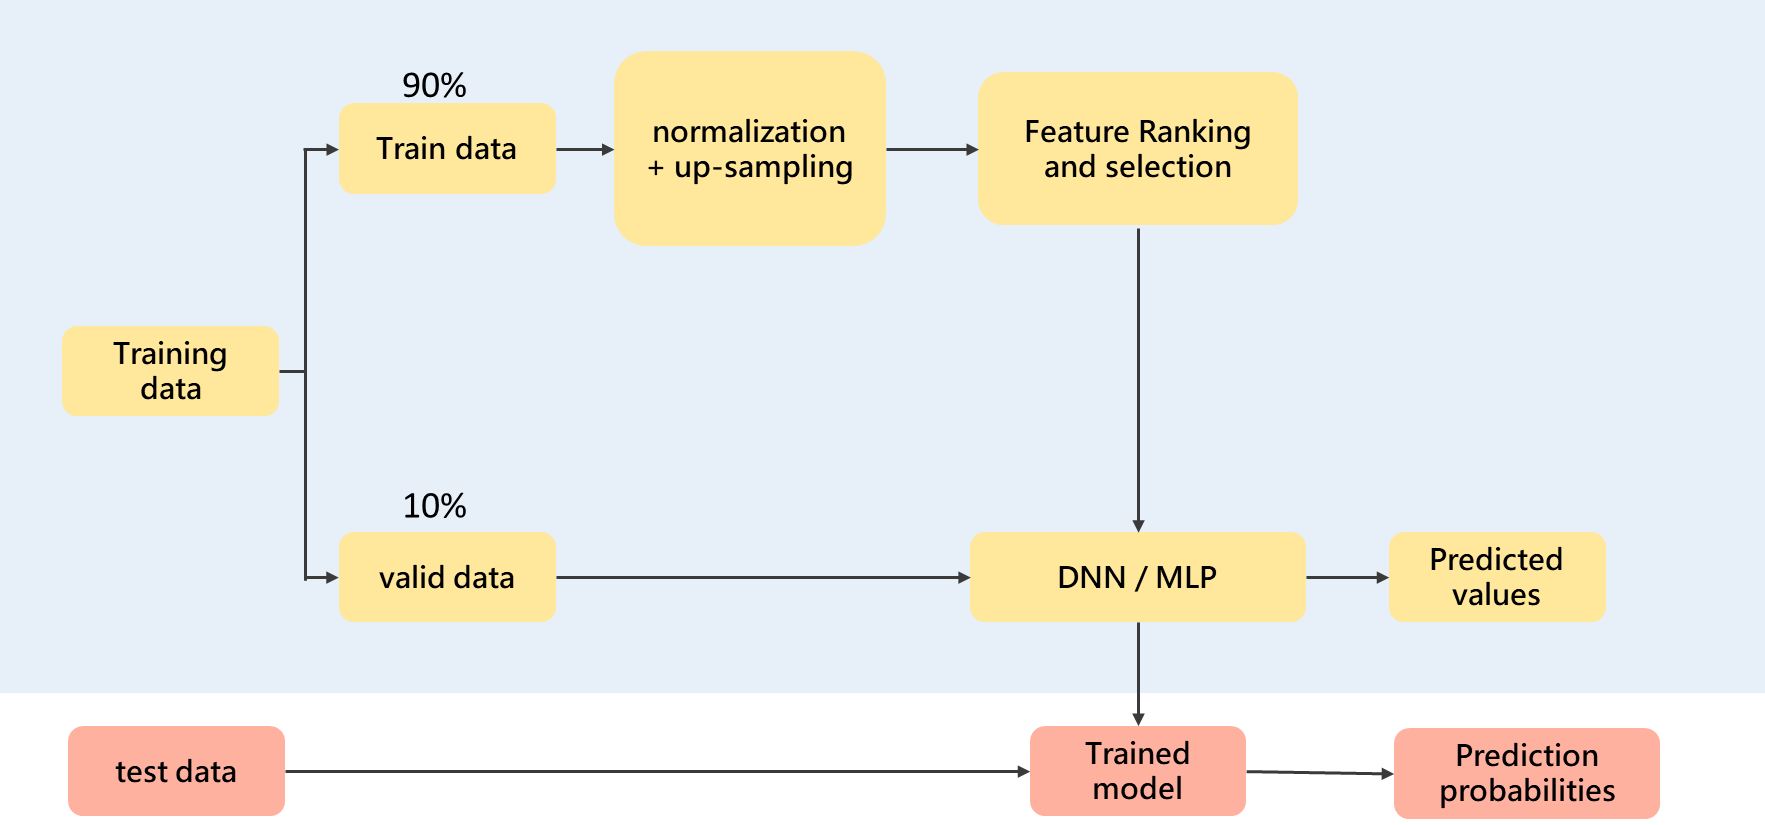 90%
Train data
normalization
+ up-sampling
Feature Ranking
and selection
Training
data
10%
valid data
DNN / MLP
Predicted
values
test data
Trained
model
Prediction
probabilities